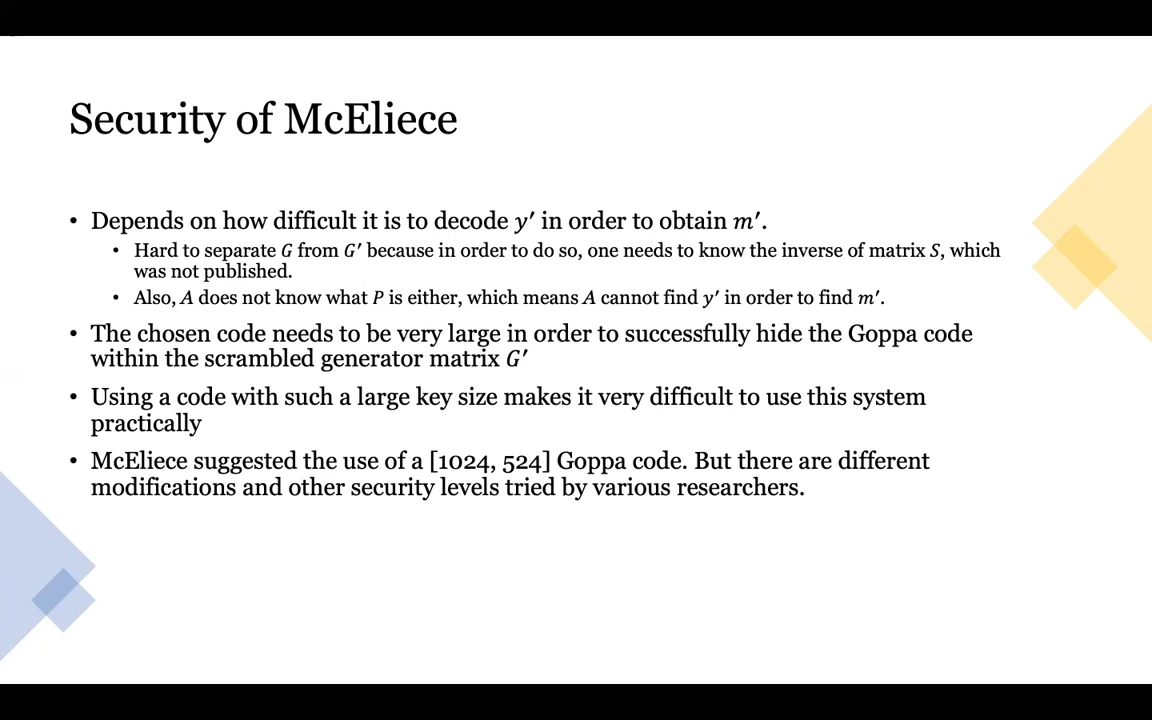 Security of McEliece
• Depends on how difficult it is to decode y′ in order to obtain m′.
• Hard to separate G from G′ because in order to do so, one needs to know the inverse of matrix S, which
was not published.
• Also, A does not know what P is either, which means A cannot find y′ in order to find m′.
• The chosen code needs to be very large in order to successfully hide the Goppa code
within the scrambled generator matrix G′
• Using a code with such a large key size makes it very difficult to use this system
practically
• McEliece suggested the use of a [1024, 524] Goppa code. But there are different
modifications and other security levels tried by various researchers.